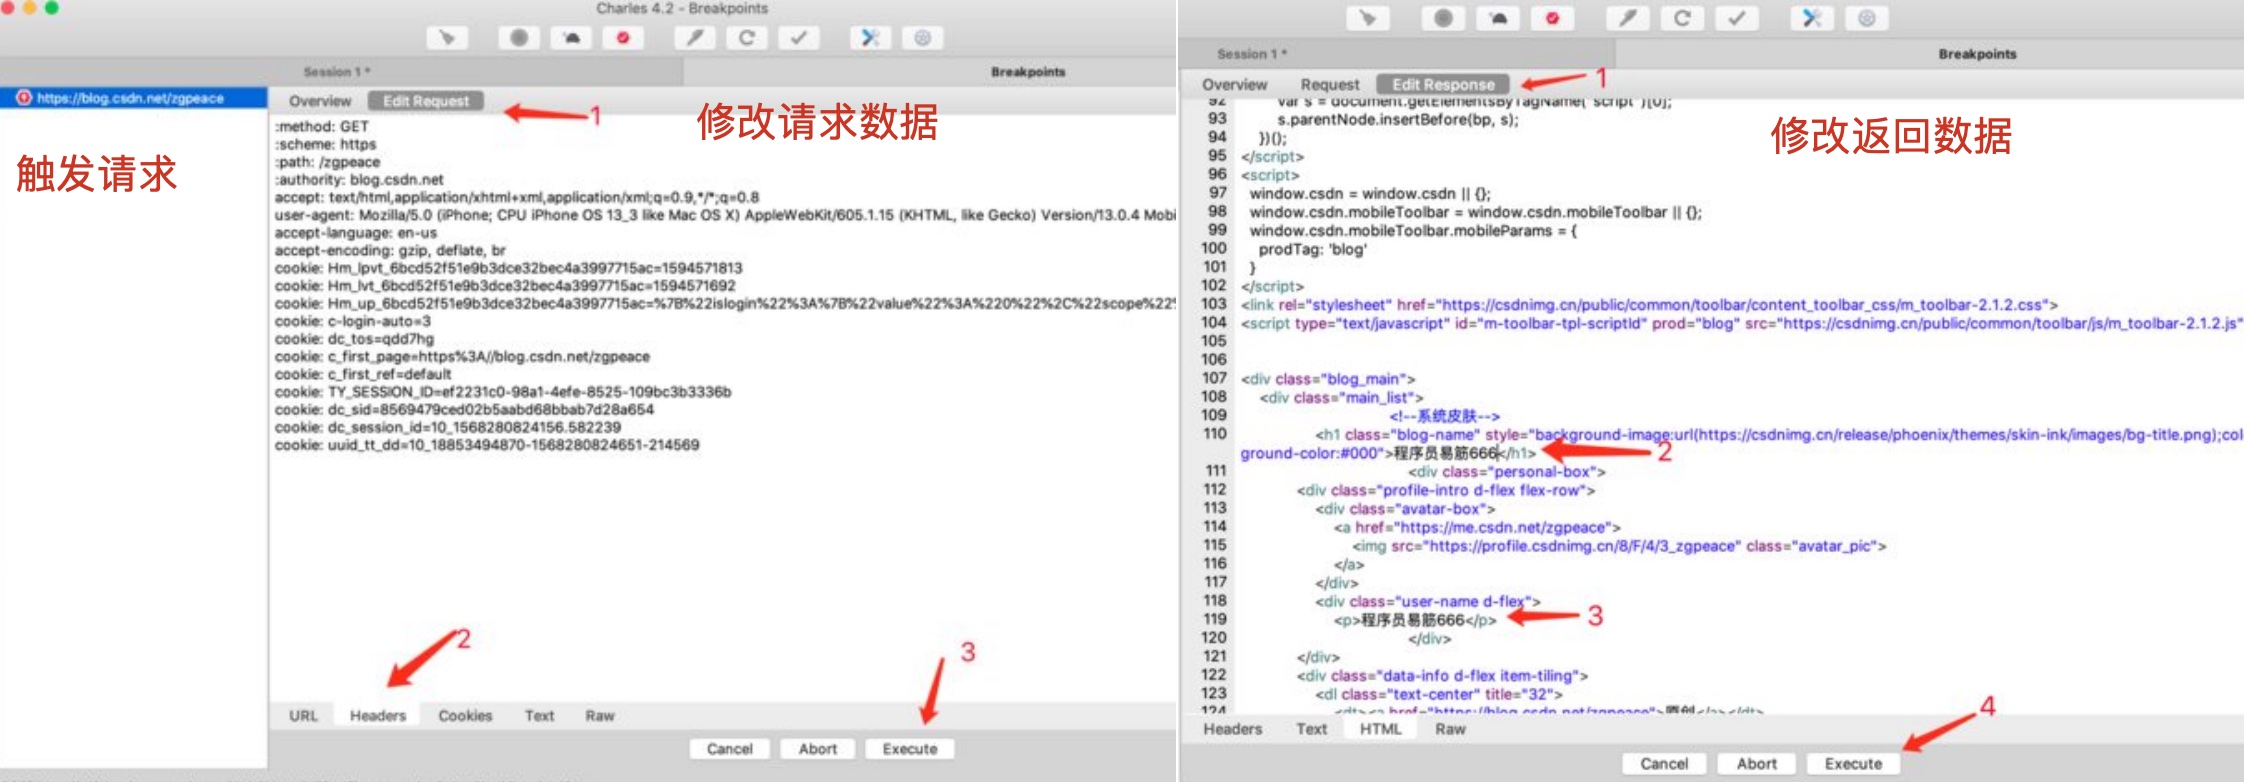 Charles 4.2 - Breakpoints
Session 1 *
Breakpoints
https://blog.csdn.net/zgpeace
Overview
Edit Request
1
修改请求数据
触发请求
:method: GET
:scheme: https
:path: /zgpeace
:authority: blog.csdn.net
accept: text/html,application/xhtml+xml,application/xml;q=0.9,*/*;q=0.8
user-agent: Mozilla/5.0 (iPhone; CPU iPhone OS 13_3 like Mac OS X) AppleWebKit/605.1.15 (KHTML, like Gecko) Version/13.0.4 Mobi
accept-language: en-us
accept-encoding: gzip, deflate, br
cookie: Hm_lpvt_6bcd52f51e9b3dce32bec4a3997715ac=1594571813
cookie: Hm_lvt_6bcd52f51e9b3dce32bec4a3997715ac=1594571692
cookie: Hm_up_6bcd52f51e9b3dce32bec4a3997715ac=%7B%22islogin%22%3A%7B%22value%22%3A%220%22%2C%22scope%22%
cookie: c-login-auto=3
cookie: dc_tos=qdd7hg
cookie: c_first_page=https%3A//blog.csdn.net/zgpeace
cookie: c_first_ref=default
cookie: TY_SESSION_ID=ef2231c0-98a1-4efe-8525-109bc3b3336b
cookie: dc_sid=8569479ced02b5aabd68bbab7d28a654
cookie: dc_session_id=10_1568280824156.582239
cookie: uuid_tt_dd=10_18853494870-1568280824651-214569
2
3
URL
Headers
Cookies
Text
Raw
Cancel
Abort
Execute
Session 1 *
Breakpoints
Overview
Request
Edit Response
1
修改返回数据
92 var s = document.getElementsByTagName("script")[0];
93 s.parentNode.insertBefore(bp, s);
94 })();
95 </script>
96 <script>
97 window.csdn = window.csdn || {};
98 window.csdn.mobileToolbar = window.csdn.mobileToolbar || {};
99 window.csdn.mobileToolbar.mobileParams = {
100 prodTag: 'blog'
101 }
102 </script>
103 <link rel="stylesheet" href="https://csdnimg.cn/public/common/toolbar/content_toolbar_css/m_toolbar-2.1.2.css">
104 <script type="text/javascript" id="m-toolbar-tpl-scriptId" prod="blog" src="https://csdnimg.cn/public/common/toolbar/js/m_toolbar-2.1.2.js"
105
106
107 <div class="blog_main">
108 <div class="main_list">
109 <!--系统皮肤-->
110 <h1 class="blog-name" style="background-image:url(https://csdnimg.cn/release/phoenix/themes/skin-ink/images/bg-title.png);col
ground-color:#000">程序员易筋666</h1>
2
111 <div class="personal-box">
112 <div class="profile-intro d-flex flex-row">
113 <div class="avatar-box">
114 <a href="https://me.csdn.net/zgpeace">
115 <img src="https://profile.csdnimg.cn/8/F/4/3_zgpeace" class="avatar_pic">
116 </a>
117 </div>
118 <div class="user-name d-flex">
119 <p>程序员易筋666</p>
3
120 </div>
121 </div>
122 <div class="data-info d-flex item-tiling">
123 <dl class="text-center" title="32">
124 <dt><a href="https://blog.csdn.net/zgpeace">原创</a></dt>
4
Headers
Text
HTML
Raw
Cancel
Abort
Execute